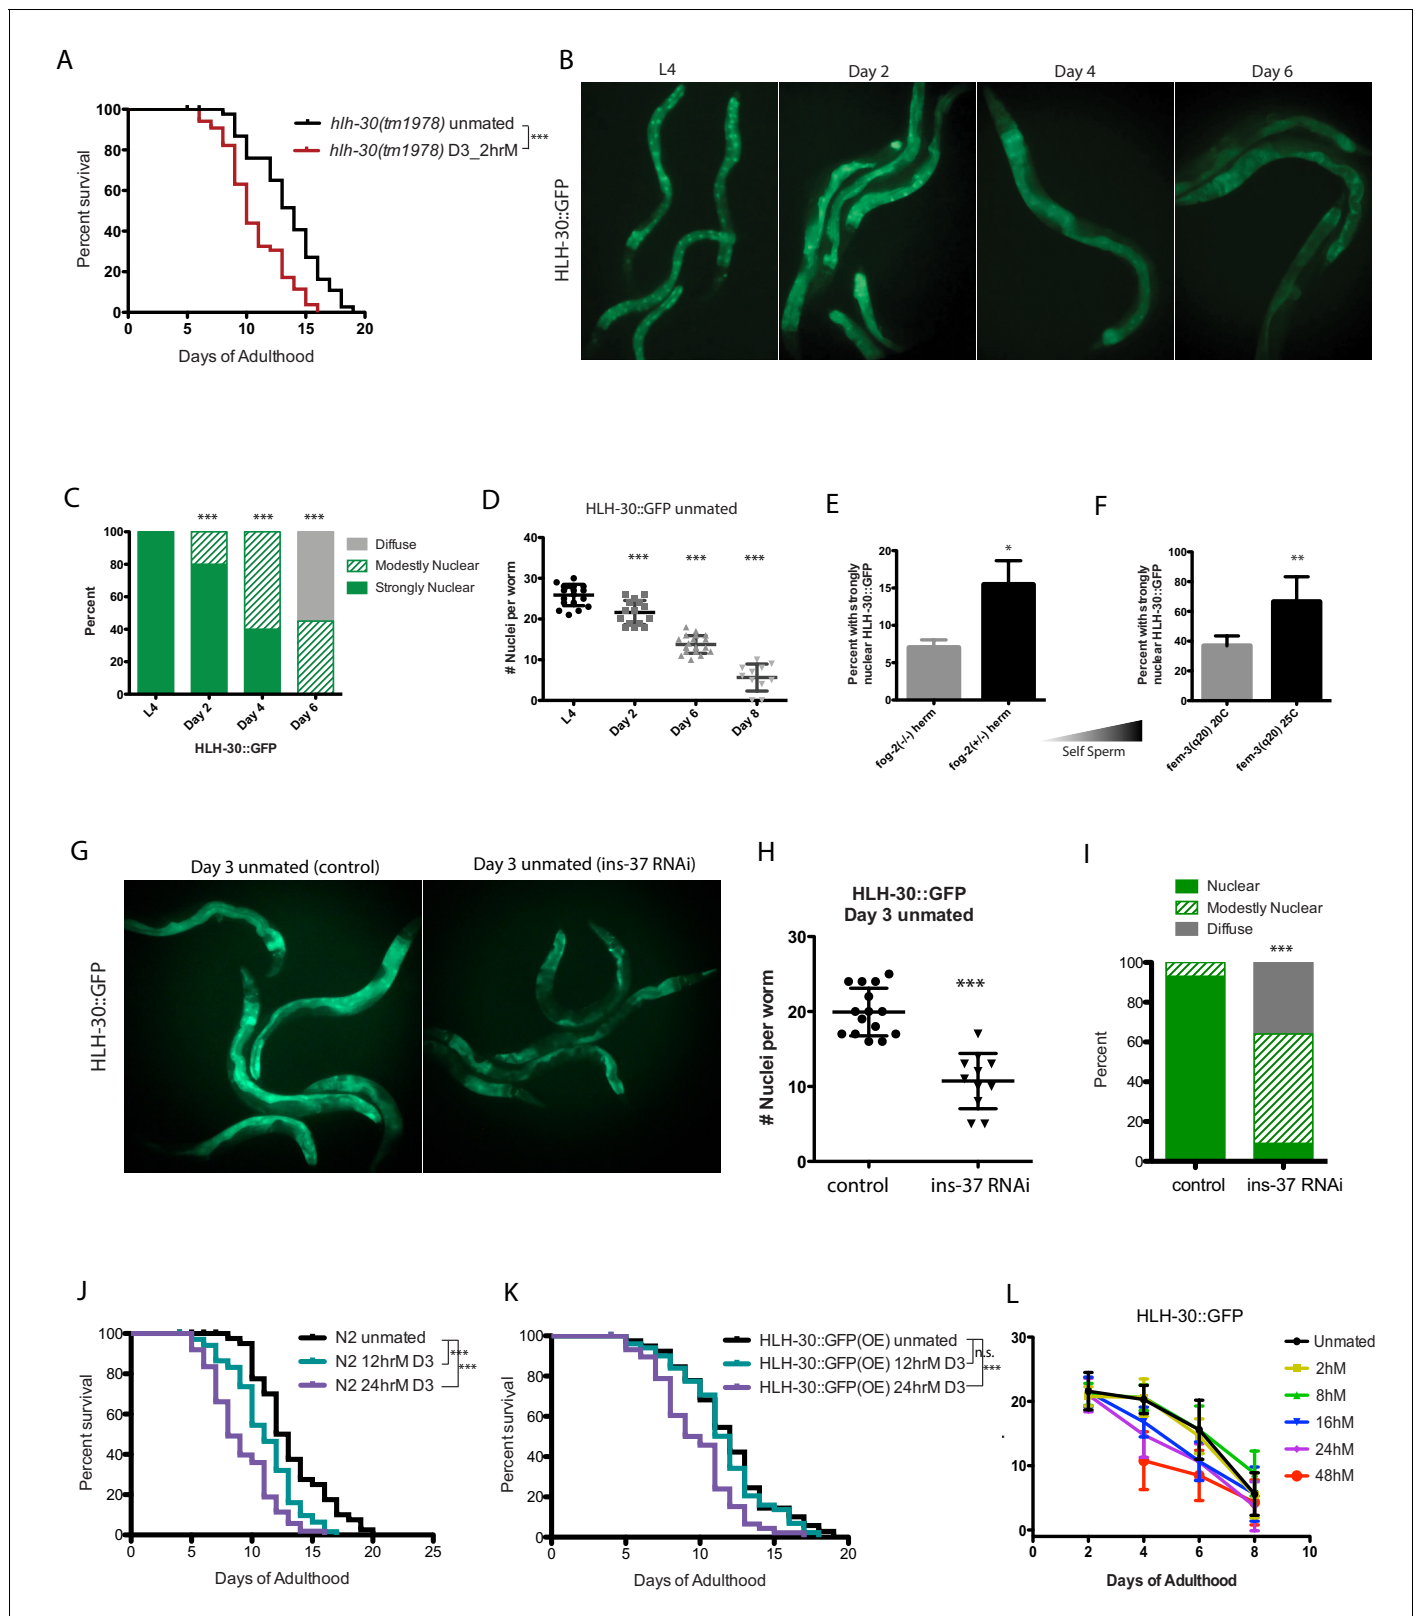 A
100
80
60
40
20
0
0 5 10 15 20
Percent survival
Days of Adulthood
hlh-30(tm1978) unmated
hlh-30(tm1978) D3_2hrM
***
B
L4 Day 2 Day 4 Day 6
HLH-30::GFP
C
*** *** ***
100
80
60
40
20
0
Percent
L4 Day 2 Day 4 Day 6
HLH-30::GFP
Diffuse
Modestly Nuclear
Strongly Nuclear
D
HLH-30::GFP unmated
40
30
20
10
0
# Nuclei per worm
*** *** ***
L4 Day 2 Day 6 Day 8
E
Percent with strongly
nuclear HLH-30::GFP
20
15
10
5
0
*
fog-2(-/-) herm
fog-2(+/-) herm
Self Sperm
F
Percent with strongly
nuclear HLH-30::GFP
100
80
60
40
20
0
**
fem-3(q20) 20C
fem-3(q20) 25C
G
Day 3 unmated (control)
Day 3 unmated (ins-37 RNAi)
HLH-30::GFP
H
HLH-30::GFP
Day 3 unmated
30
20
10
0
# Nuclei per worm
***
control ins-37 RNAi
I
Nuclear
Modestly Nuclear
Diffuse
***
100
80
60
40
20
0
Percent
control ins-37 RNAi
J
100
80
60
40
20
0
0 5 10 15 20 25
Percent survival
Days of Adulthood
N2 unmated
N2 12hrM D3
N2 24hrM D3
***
***
K
100
80
60
40
20
0
0 5 10 15 20
Percent survival
Days of Adulthood
HLH-30::GFP(OE) unmated
HLH-30::GFP(OE) 12hrM D3
HLH-30::GFP(OE) 24hrM D3
n.s.
***
L
HLH-30::GFP
30
20
10
0
0 2 4 6 8 10
Days of Adulthood
Unmated
2hM
8hM
16hM
24hM
48hM